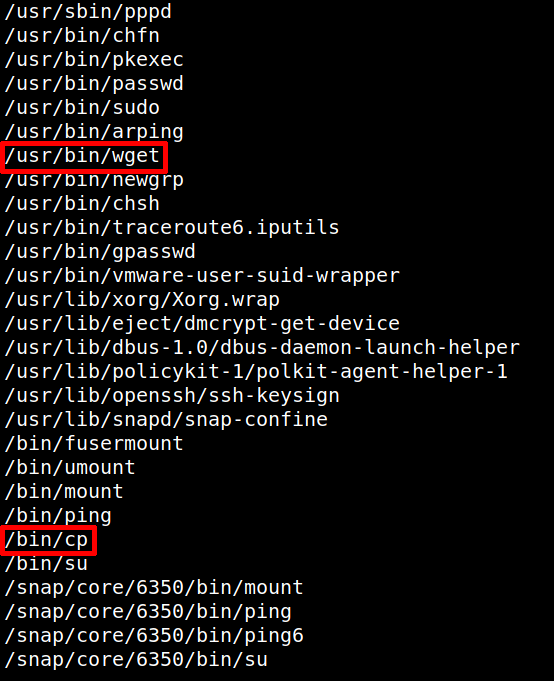 /usr/sbin/pppd
/usr/bin/chfn
/usr/bin/pkexec
/usr/bin/passwd
/usr/bin/sudo
/usr/bin/arping
/usr/bin/wget
/usr/bin/newgrp
/usr/bin/chsh
/usr/bin/traceroute6.iputils
/usr/bin/gpasswd
/usr/bin/vmware-user-suid-wrapper
/usr/lib/xorg/Xorg.wrap
/usr/lib/eject/dmcrypt-get-device
/usr/lib/dbus-1.0/dbus-daemon-launch-helper
/usr/lib/policykit-1/polkit-agent-helper-1
/usr/lib/openssh/ssh-keysign
/usr/lib/snapd/snap-confine
/bin/fusermount
/bin/umount
/bin/mount
/bin/ping
/bin/cp
/bin/su
/snap/core/6350/bin/mount
/snap/core/6350/bin/ping
/snap/core/6350/bin/ping6
/snap/core/6350/bin/su